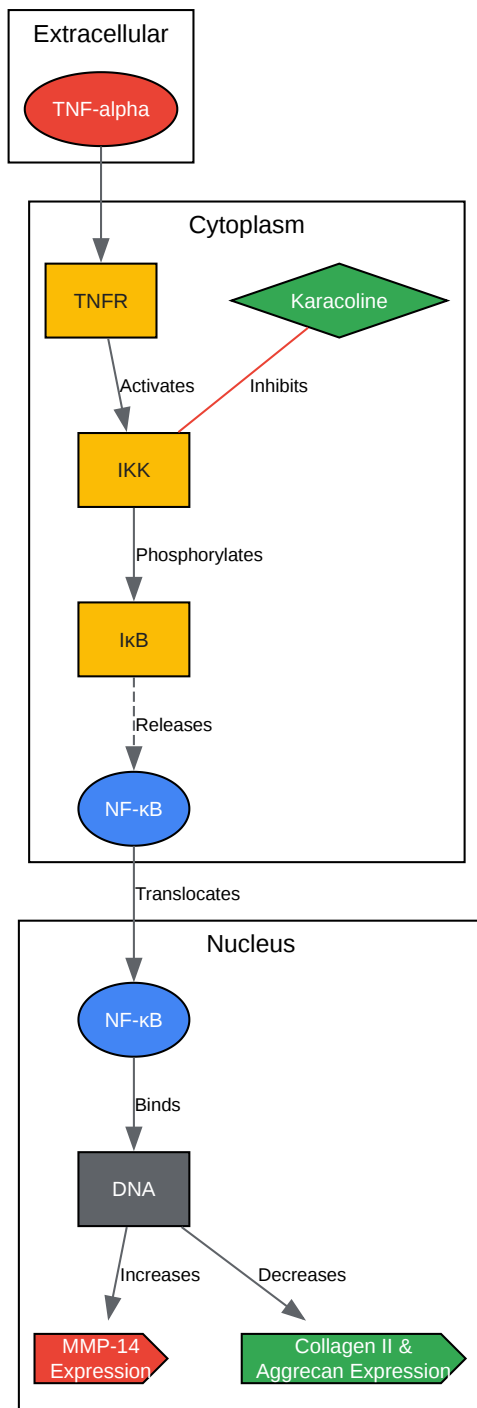 Extracellular
TNF-alpha
Cytoplasm
TNFR
Karacoline
Activates
Inhibits
IKK
Phosphorylates
IκB
Releases
NF-κB
Translocates
Nucleus
NF-κB
Binds
DNA
Increases
Decreases
MMP-14
Expression
Collagen II &
Aggrecan Expression